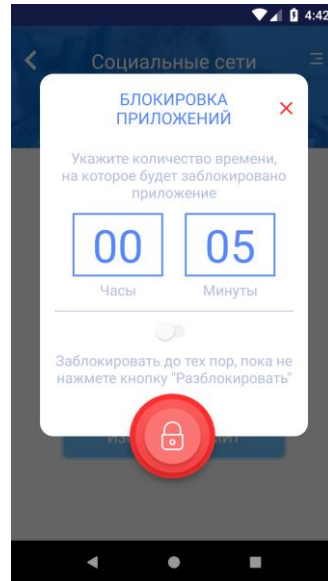 4:42
Социальные сети
БЛОКИРОВКА
ПРИЛОЖЕНИЙ
Укажите количество времени,
на которое будет заблокировано
приложение
00 05
Часы Минуты
Заблокировать до тех пор, пока не
нажмете кнопку "Разблокировать"